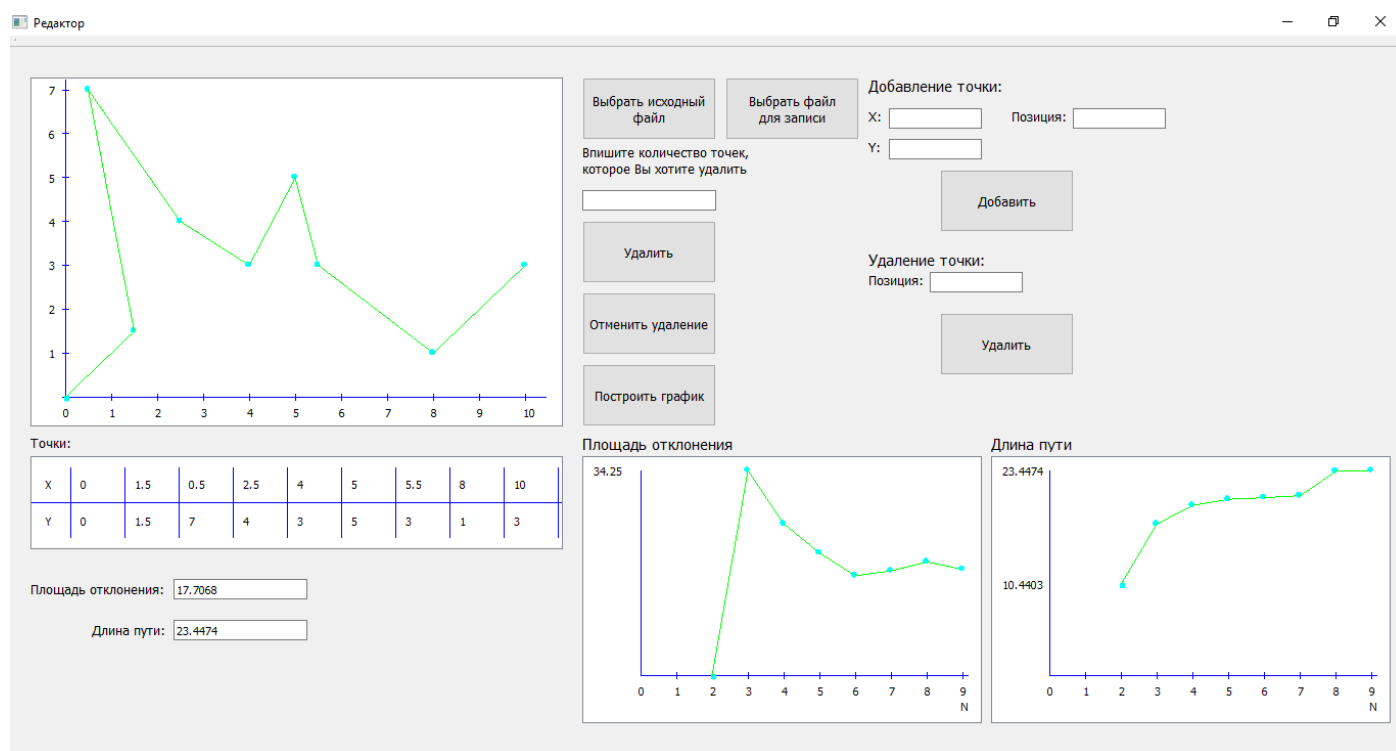 Редактор
7
6
5
4
3
2
1
0 1 2 3 4 5 6 7 8 9 10
Точки:
X 0 1.5 0.5 2.5 4 5 5.5 8 10
Y 0 1.5 7 4 3 5 3 1 3
Площадь отклонения: 17.7068
Длина пути: 23.4474
Выбрать исходный
файл
Выбрать файл
для записи
Впишите количество точек,
которое Вы хотите удалить
Удалить
Отменить удаление
Построить график
Добавление точки:
X: Позиция:
Y:
Добавить
Удаление точки:
Позиция:
Удалить
Площадь отклонения
34.25
0 1 2 3 4 5 6 7 8 9
N
Длина пути
23.4474
10.4403
0 1 2 3 4 5 6 7 8 9
N